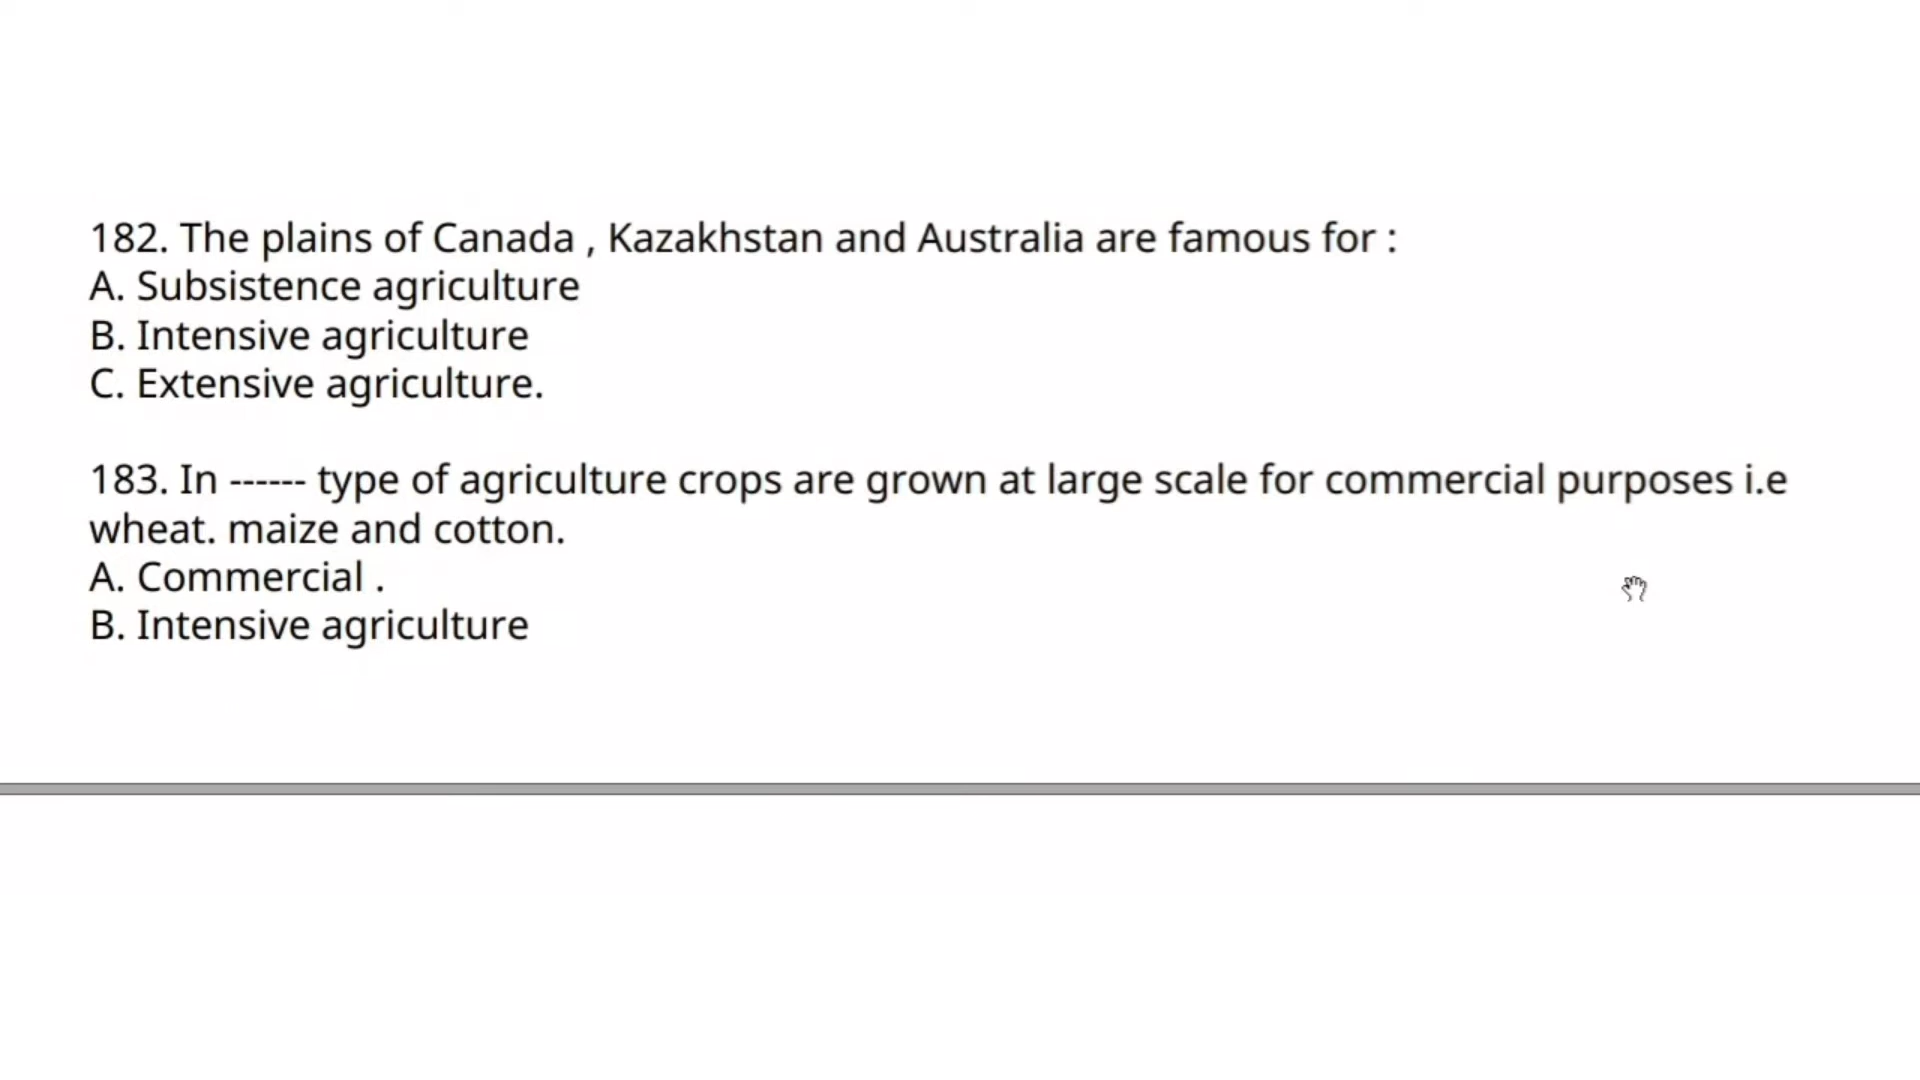 182. The plains of Canada , Kazakhstan and Australia are famous for :
A. Subsistence agriculture
B. Intensive agriculture
C. Extensive agriculture.
183. In ------ type of agriculture crops are grown at large scale for commercial purposes i.e
wheat. maize and cotton.
A. Commercial .
B. Intensive agriculture